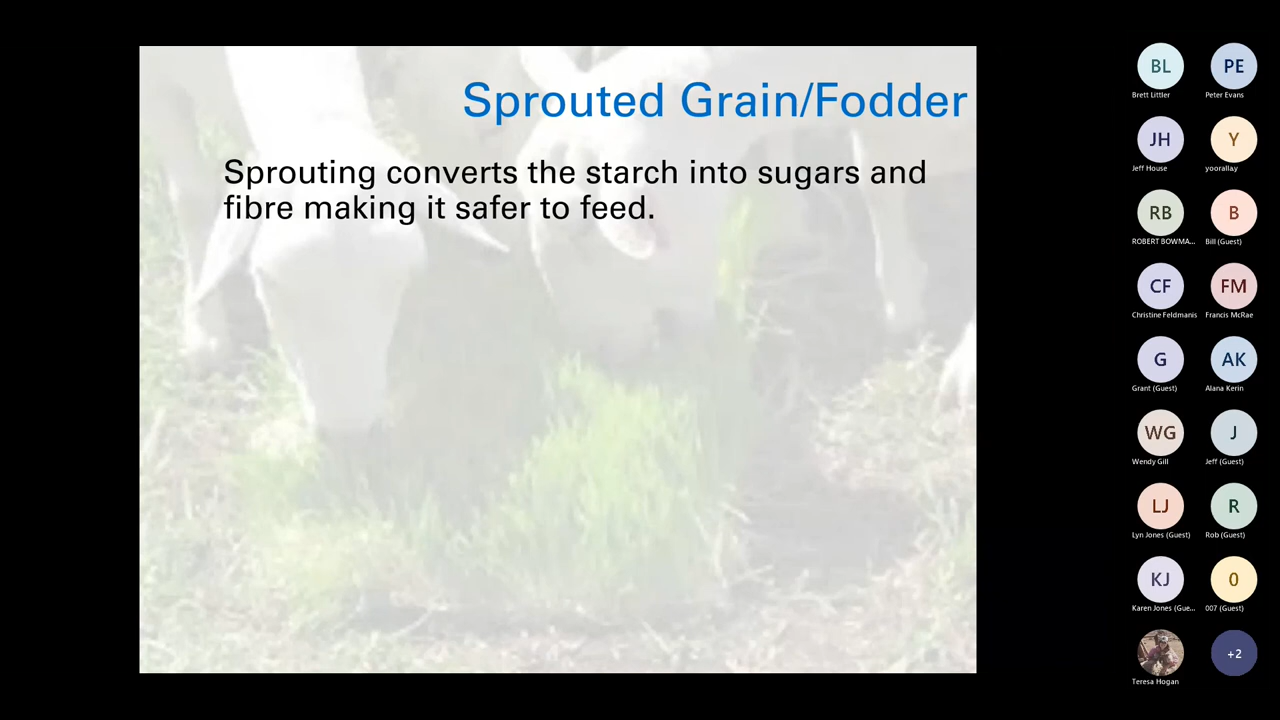 Sprouted Grain/Fodder
Sprouting converts the starch into sugars and
fibre making it safer to feed.
BL
Brett Littler
PE
Peter Evans
JH
Jeff House
Y
yoorallay
RB
ROBERT BOWMA...
B
Bill (Guest)
CF
Christine Feldmanis
FM
Francis McRae
G
Grant (Guest)
AK
Alana Kerin
WG
Wendy Gill
J
Jeff (Guest)
LJ
Lyn Jones (Guest)
R
Rob (Guest)
KJ
Karen Jones (Gue...
0
007 (Guest)
Teresa Hogan
+2